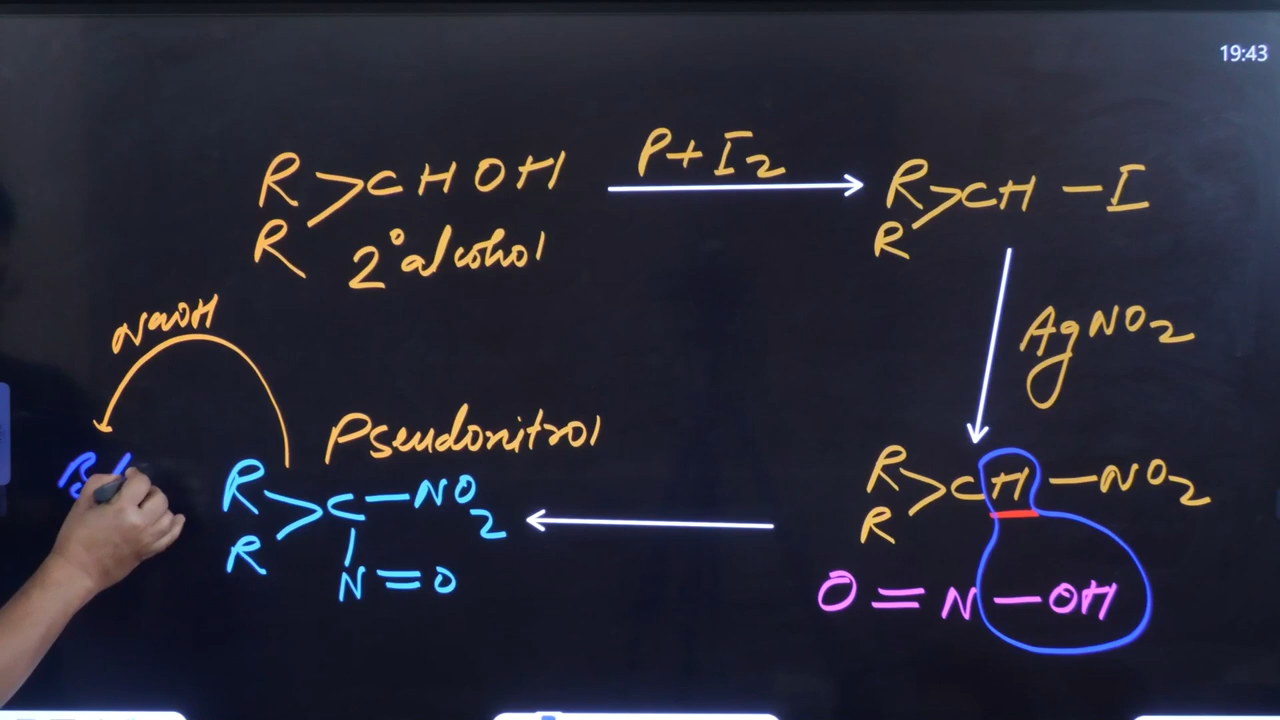 19:43
R
R >CHOH
2° alcohol
P+I2
R
R >CH–I
AgNO2
R
R >CH–NO2
O=N–OH
R
R >C–NO2
N=O
Pseudonitrol
NaOH